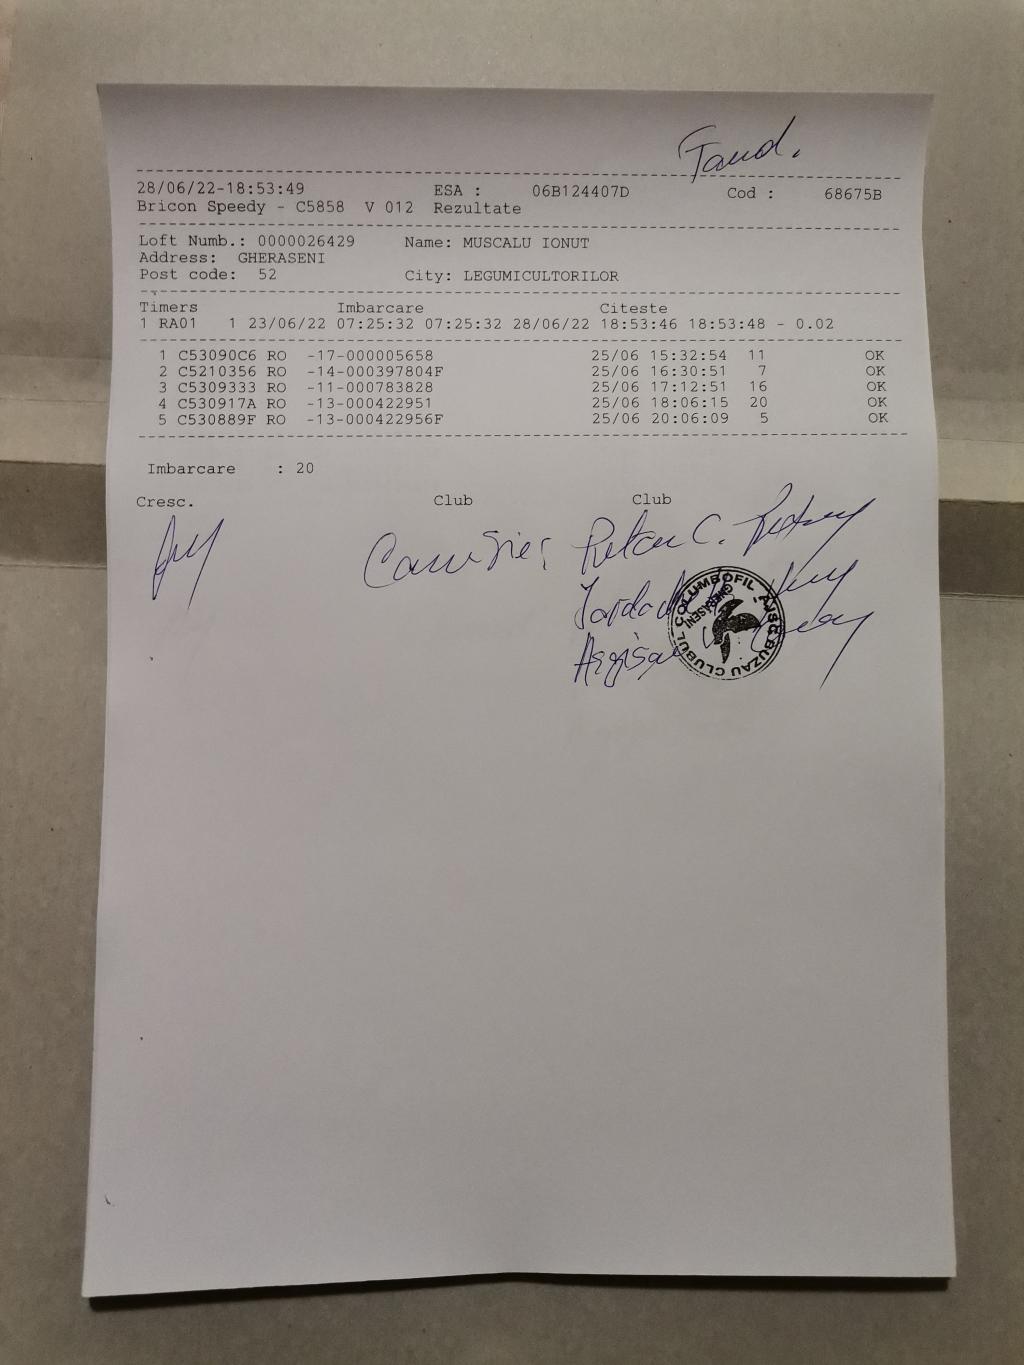 28/06/22-18:53:49 ESA : 06B124407D Cod : 68675B
Bricon Speedy - C5858 V 012 Rezultate
Loft Numb.: 0000026429 Name: MUSCALU IONUT
Address: GHERASENI
Post code: 52 City: LEGUMICULTORILOR
Timers Imbarcare Citeste
1 RA01 1 23/06/22 07:25:32 07:25:32 28/06/22 18:53:46 18:53:48 - 0.02
1 C53090C6 RO -17-000005658 25/06 15:32:54 11 OK
2 C5210356 RO -14-000397804F 25/06 16:30:51 7 OK
3 C5309333 RO -11-000783828 25/06 17:12:51 16 OK
4 C530917A RO -13-000422951 25/06 18:06:15 20 OK
5 C530889F RO -13-000422956F 25/06 20:06:09 5 OK
Imbarcare : 20
Cresc. Club Club
CLUBUL COLUMBOFIL AJSC BUZAU
GHERASENI